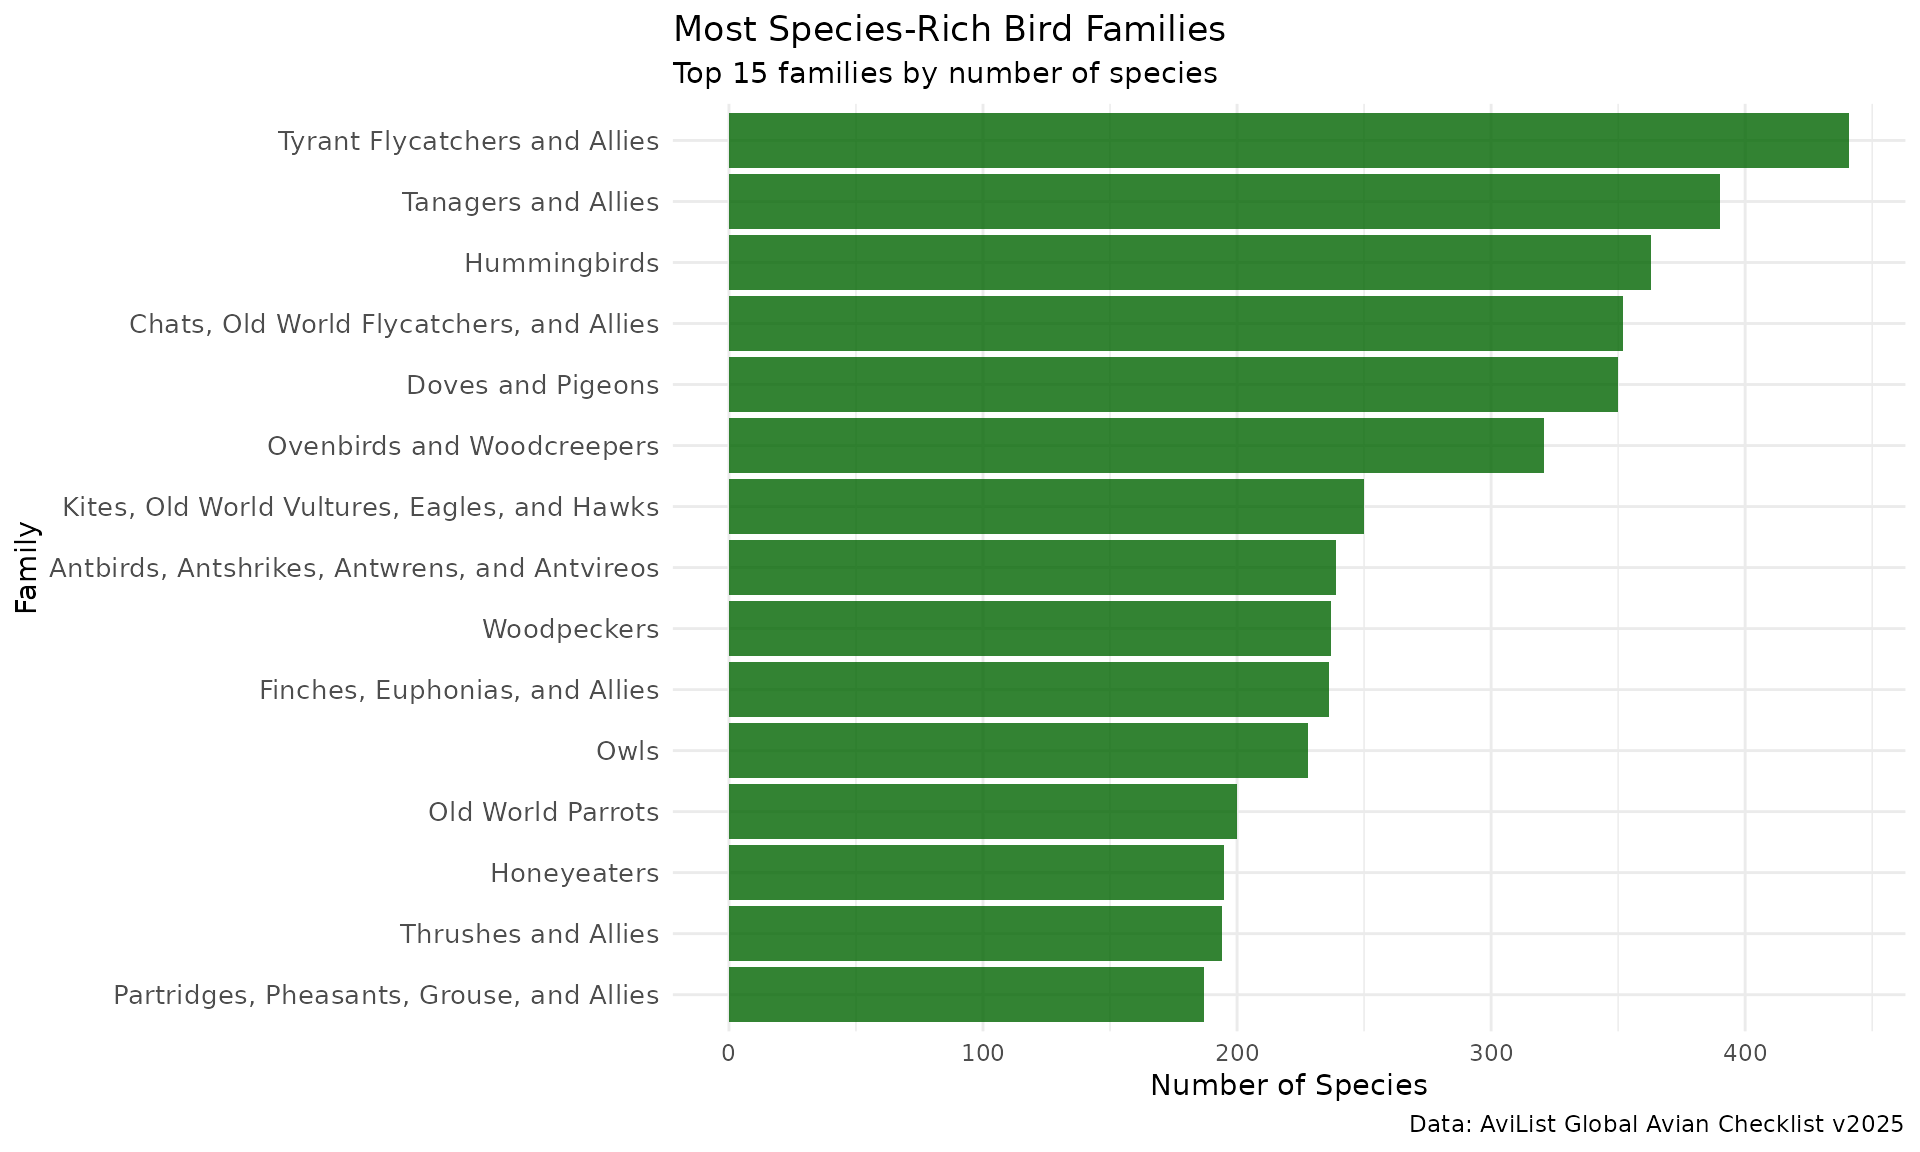 Most Species-Rich Bird Families
Top 15 families by number of species
Family
Tyrant Flycatchers and Allies
Tanagers and Allies
Hummingbirds
Chats, Old World Flycatchers, and Allies
Doves and Pigeons
Ovenbirds and Woodcreepers
Kites, Old World Vultures, Eagles, and Hawks
Antbirds, Antshrikes, Antwrens, and Antvireos
Woodpeckers
Finches, Euphonias, and Allies
Owls
Old World Parrots
Honeyeaters
Thrushes and Allies
Partridges, Pheasants, Grouse, and Allies
0 100 200 300 400
Number of Species
Data: AviList Global Avian Checklist v2025